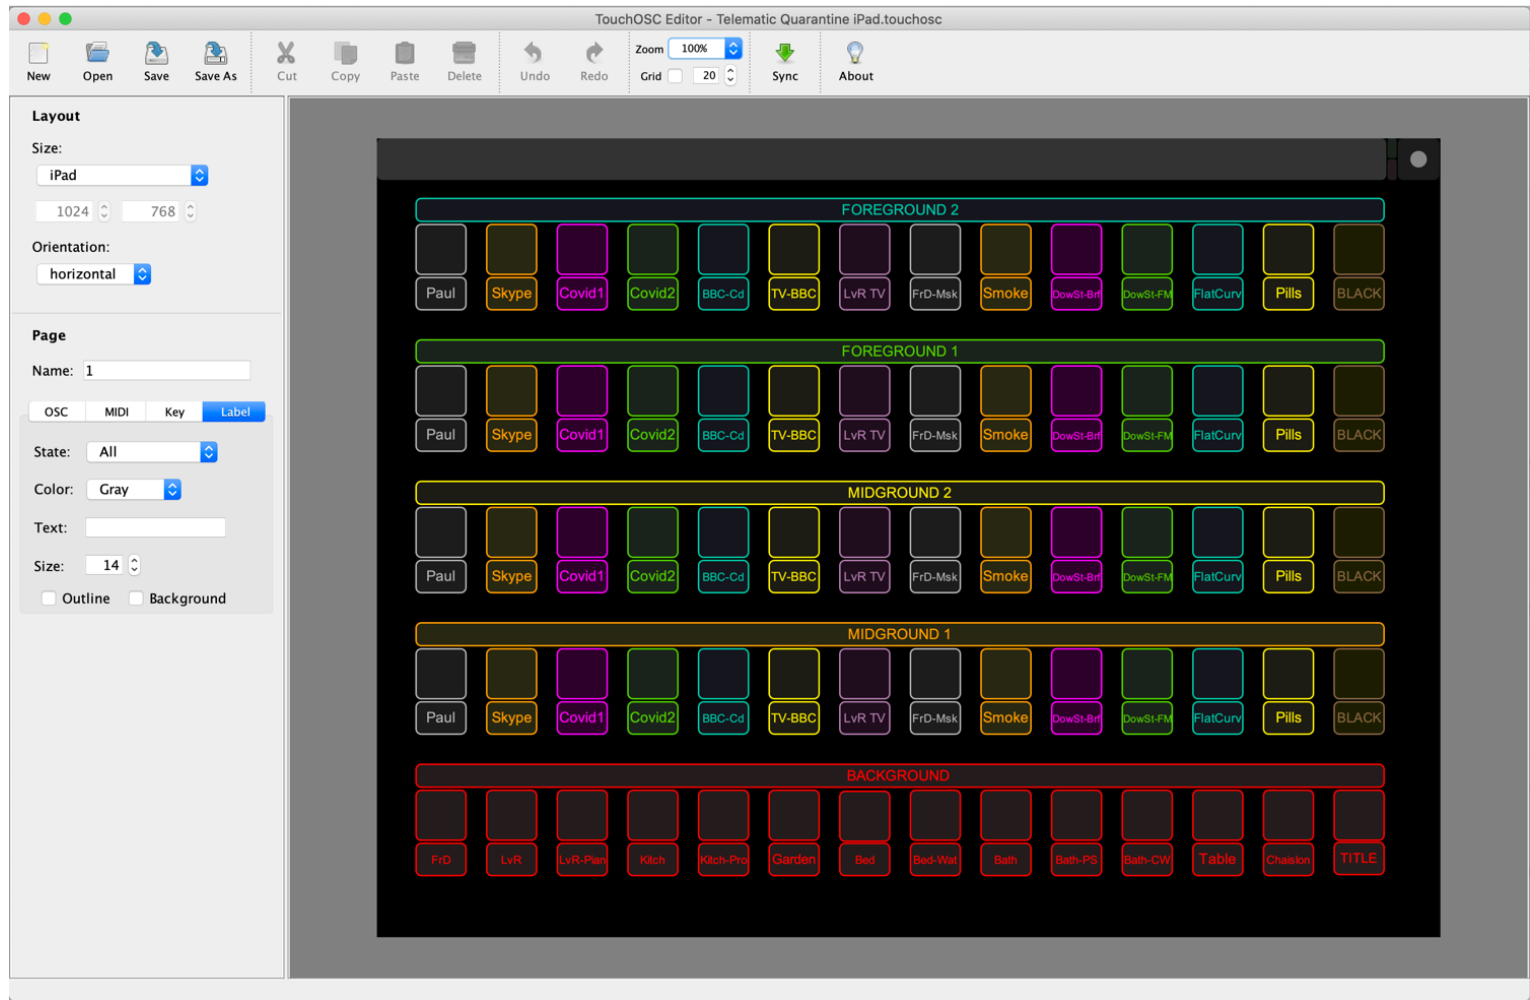 TouchOSC Editor - Telematic Quarantine iPad.touchosc
New Open Save Save As Cut Copy Paste Delete Undo Redo Zoom 100% Grid 20 Sync About
Layout
Size:
iPad
1024 768
Orientation:
horizontal
Page
Name: 1
OSC MIDI Key Label
State: All
Color: Gray
Text:
Size: 14
Outline Background
FOREGROUND 2
Paul Skype Covid1 Covid2 BBC-Cd TV-BBC LvR TV FrD-Msk Smoke DowSt-Brf DowSt-FM FlatCurv Pills BLACK
FOREGROUND 1
Paul Skype Covid1 Covid2 BBC-Cd TV-BBC LvR TV FrD-Msk Smoke DowSt-Brf DowSt-FM FlatCurv Pills BLACK
MIDGROUND 2
Paul Skype Covid1 Covid2 BBC-Cd TV-BBC LvR TV FrD-Msk Smoke DowSt-Brf DowSt-FM FlatCurv Pills BLACK
MIDGROUND 1
Paul Skype Covid1 Covid2 BBC-Cd TV-BBC LvR TV FrD-Msk Smoke DowSt-Brf DowSt-FM FlatCurv Pills BLACK
BACKGROUND
FrD LvR LvR-Pian Kitch Kitch-Pro Garden Bed Bed-Wat Bath Bath-PS Bath-CW Table Chaislon TITLE